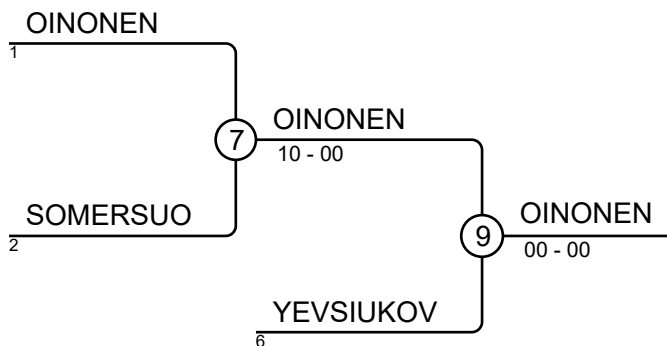 OINONEN
1
7
OINONEN
10 - 00
SOMERSUO
2
9
OINONEN
00 - 00
YEVSIUKOV
6